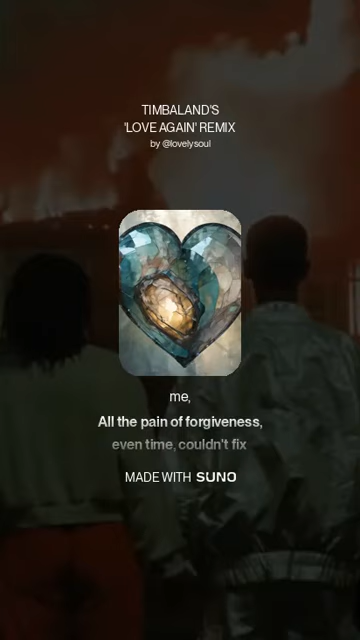 TIMBALAND'S
'LOVE AGAIN' REMIX
by @lovelysoul
me,
All the pain of forgiveness,
even time, couldn't fix
MADE WITH SUNO